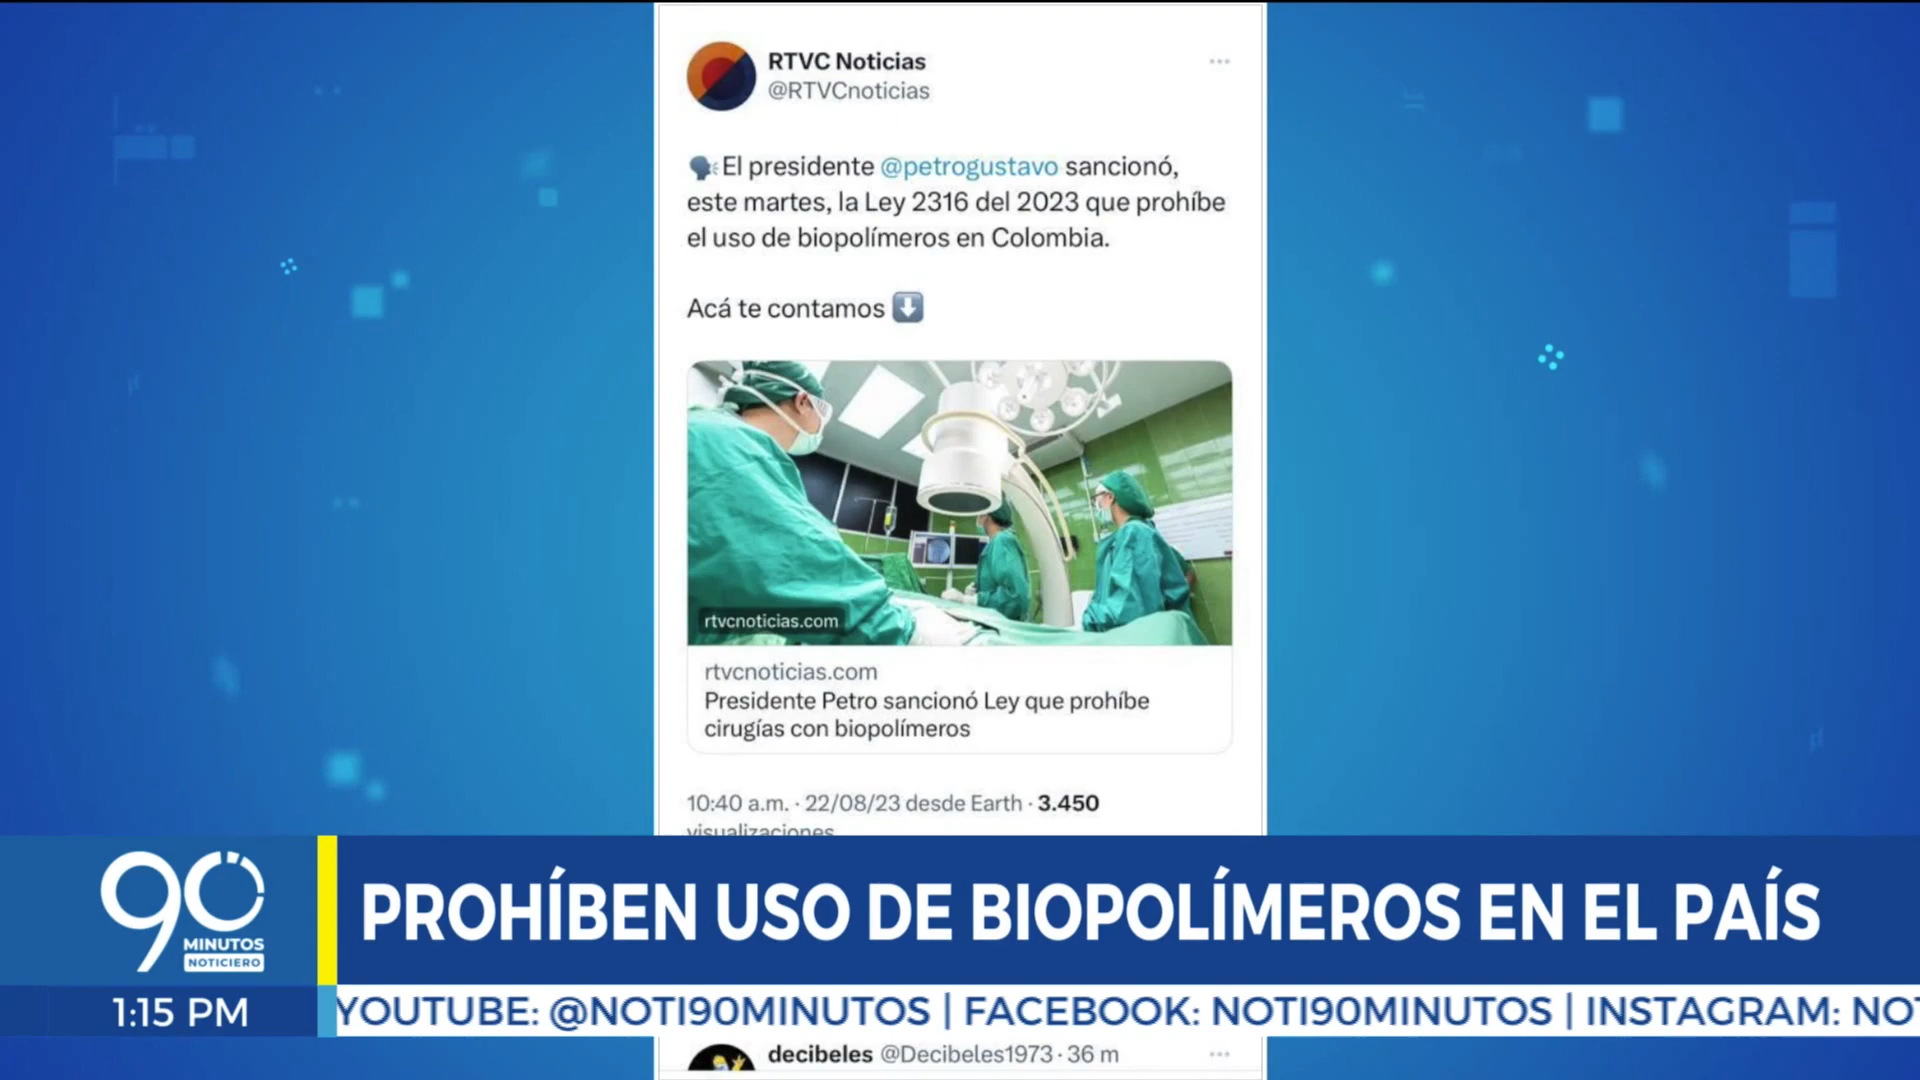 RTVC Noticias
@RTVCnoticias
El presidente @petrogustavo sancionó,
este martes, la Ley 2316 del 2023 que prohíbe
el uso de biopolímeros en Colombia.
Acá te contamos
rtvcnoticias.com
rtvcnoticias.com
Presidente Petro sancionó Ley que prohíbe
cirugías con biopolímeros
10:40 a.m. · 22/08/23 desde Earth · 3.450
visualizaciones
90
MINUTOS
NOTICIERO
PROHÍBEN USO DE BIOPOLÍMEROS EN EL PAÍS
1:15 PM
YOUTUBE: @NOTI90MINUTOS | FACEBOOK: NOTI90MINUTOS | INSTAGRAM: NOT
decibeles @Decibeles1973 · 36 m